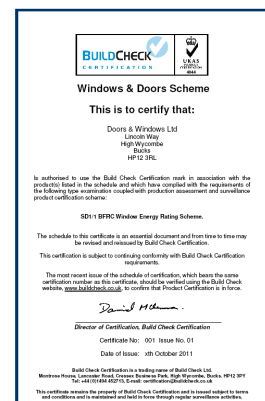 BUILDCHECK
CERTIFICATION
UKAS
4044
Windows & Doors Scheme
This is to certify that:
Doors & Windows Ltd
Lincoln Way
High Wycombe
Bucks
HP12 3RL
Is authorised to use the Build Check Certification mark in association with the
product(s) listed in the schedule and which have complied with the requirements of
the following type examination coupled with production assessment and surveillance
product certification scheme:
SD1/1 BFRC Window Energy Rating Scheme.
The schedule to this certificate is an essential document and from time to time may
be revised and reissued by Build Check Certification.
This certification is subject to continuing conformity with Build Check Certification
requirements.
The most recent issue of the schedule of certification, which bears the same
certification number as this certificate, should be verified using the Build Check
website, www.buildcheck.co.uk, to confirm that Product Certification is in force.
Director of Certification, Build Check Certification
Certificate No: 001 Issue No. 01
Date of Issue: xth October 2011
Build Check Certification is a trading name of Build Check Ltd.
Montrose House, Lancaster Road, Cressex Business Park, High Wycombe, Bucks, HP12 3PY
Tel: +44(0)1494 452713, E-mail: certification@buildcheck.co.uk
This certificate remains the property of Build Check Certification and is issued subject to terms
and conditions and is maintained and held in force through regular surveillance activities.